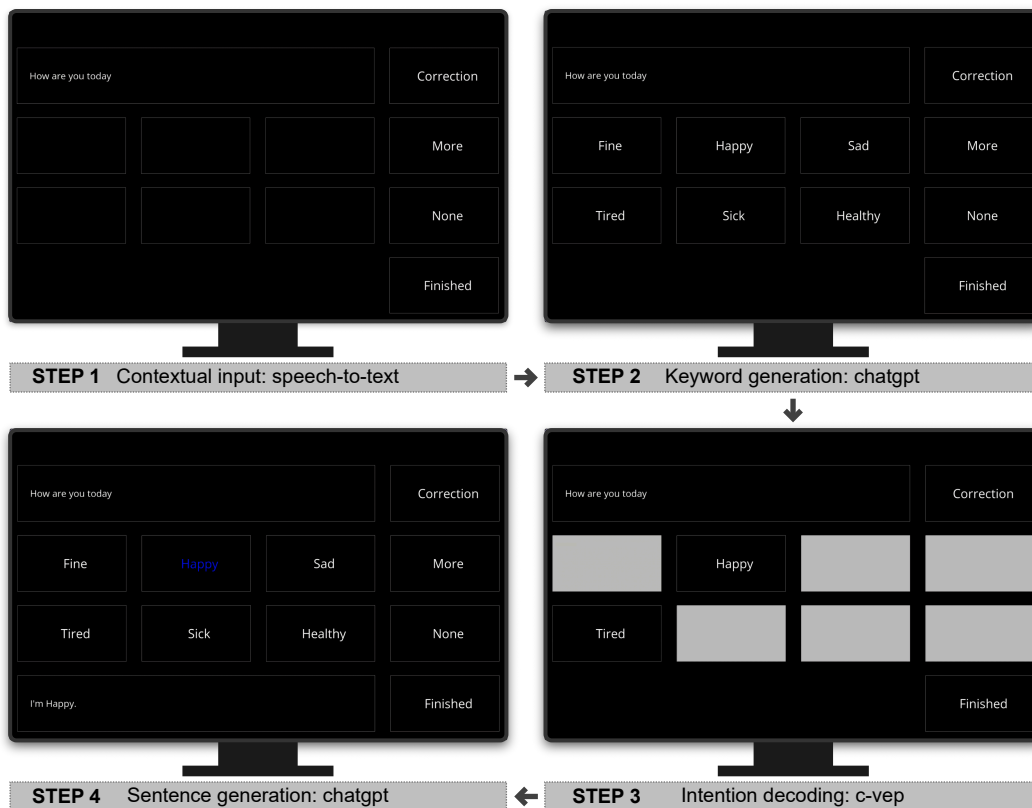 How are you today
Correction
More
None
Finished
STEP 1 Contextual input: speech-to-text
How are you today
Correction
Fine Happy Sad More
Tired Sick Healthy None
Finished
STEP 2 Keyword generation: chatgpt
How are you today
Correction
Happy
Tired
Finished
STEP 3 Intention decoding: c-vep
How are you today
Correction
Fine Happy Sad More
Tired Sick Healthy None
I'm Happy.
Finished
STEP 4 Sentence generation: chatgpt